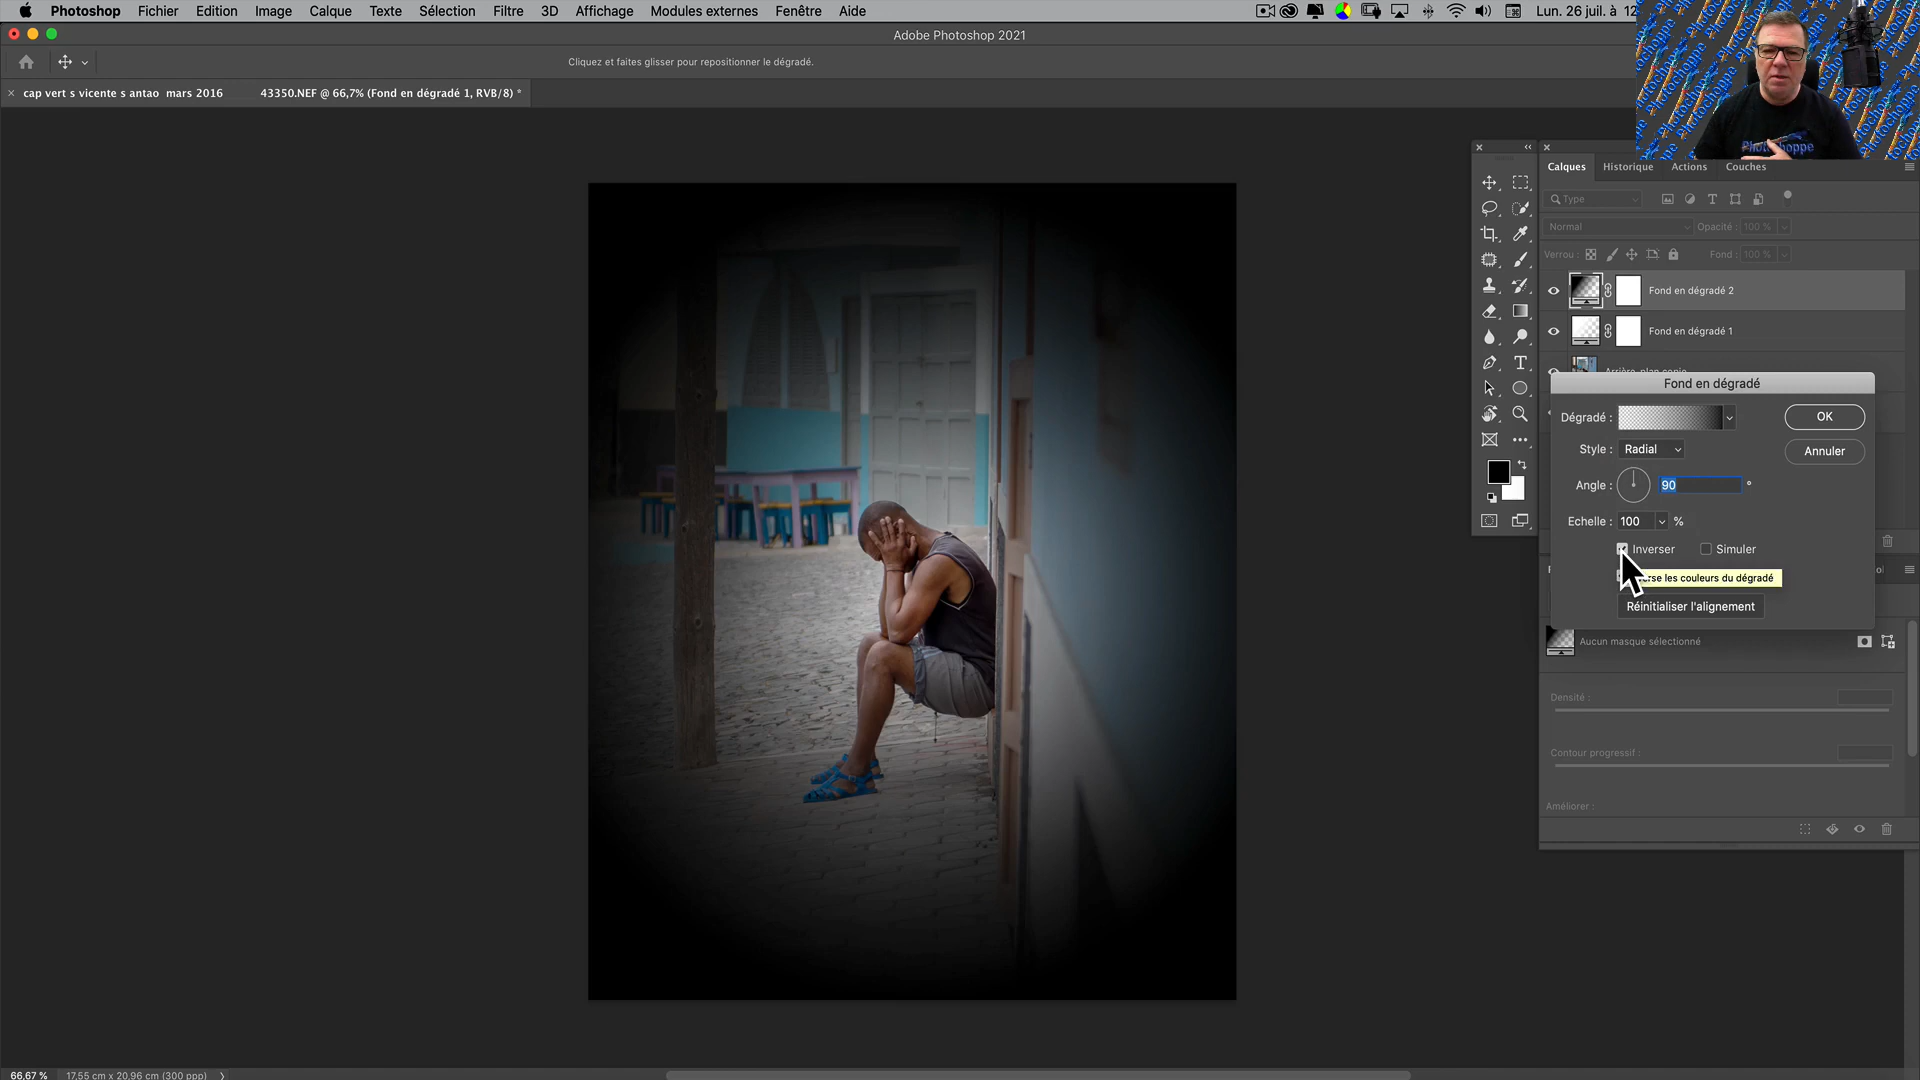 Photoshop Fichier Edition Image Calque Texte Sélection Filtre 3D Affichage Modules externes Fenêtre Aide Lun. 26 juil. à 12
Adobe Photoshop 2021
Cliquez et faites glisser pour repositionner le dégradé.
cap vert s vicente s antao mars 2016 43350.NEF @ 66,7% (Fond en dégradé 1, RVB/8) *
Calques Historique Actions Couches
Type
Normal Opacité : 100 %
Verrou : Fond : 100 %
Fond en dégradé 2
Fond en dégradé 1
Arrière-plan copie
Fond en dégradé
Dégradé : OK
Style : Radial Annuler
Angle : 90 °
Echelle : 100 %
Inverser Simuler
se les couleurs du dégradé
Réinitialiser l'alignement
Aucun masque sélectionné
Densité :
Contour progressif :
Améliorer :
66,67 % 17,55 cm x 20,96 cm (300 ppp)